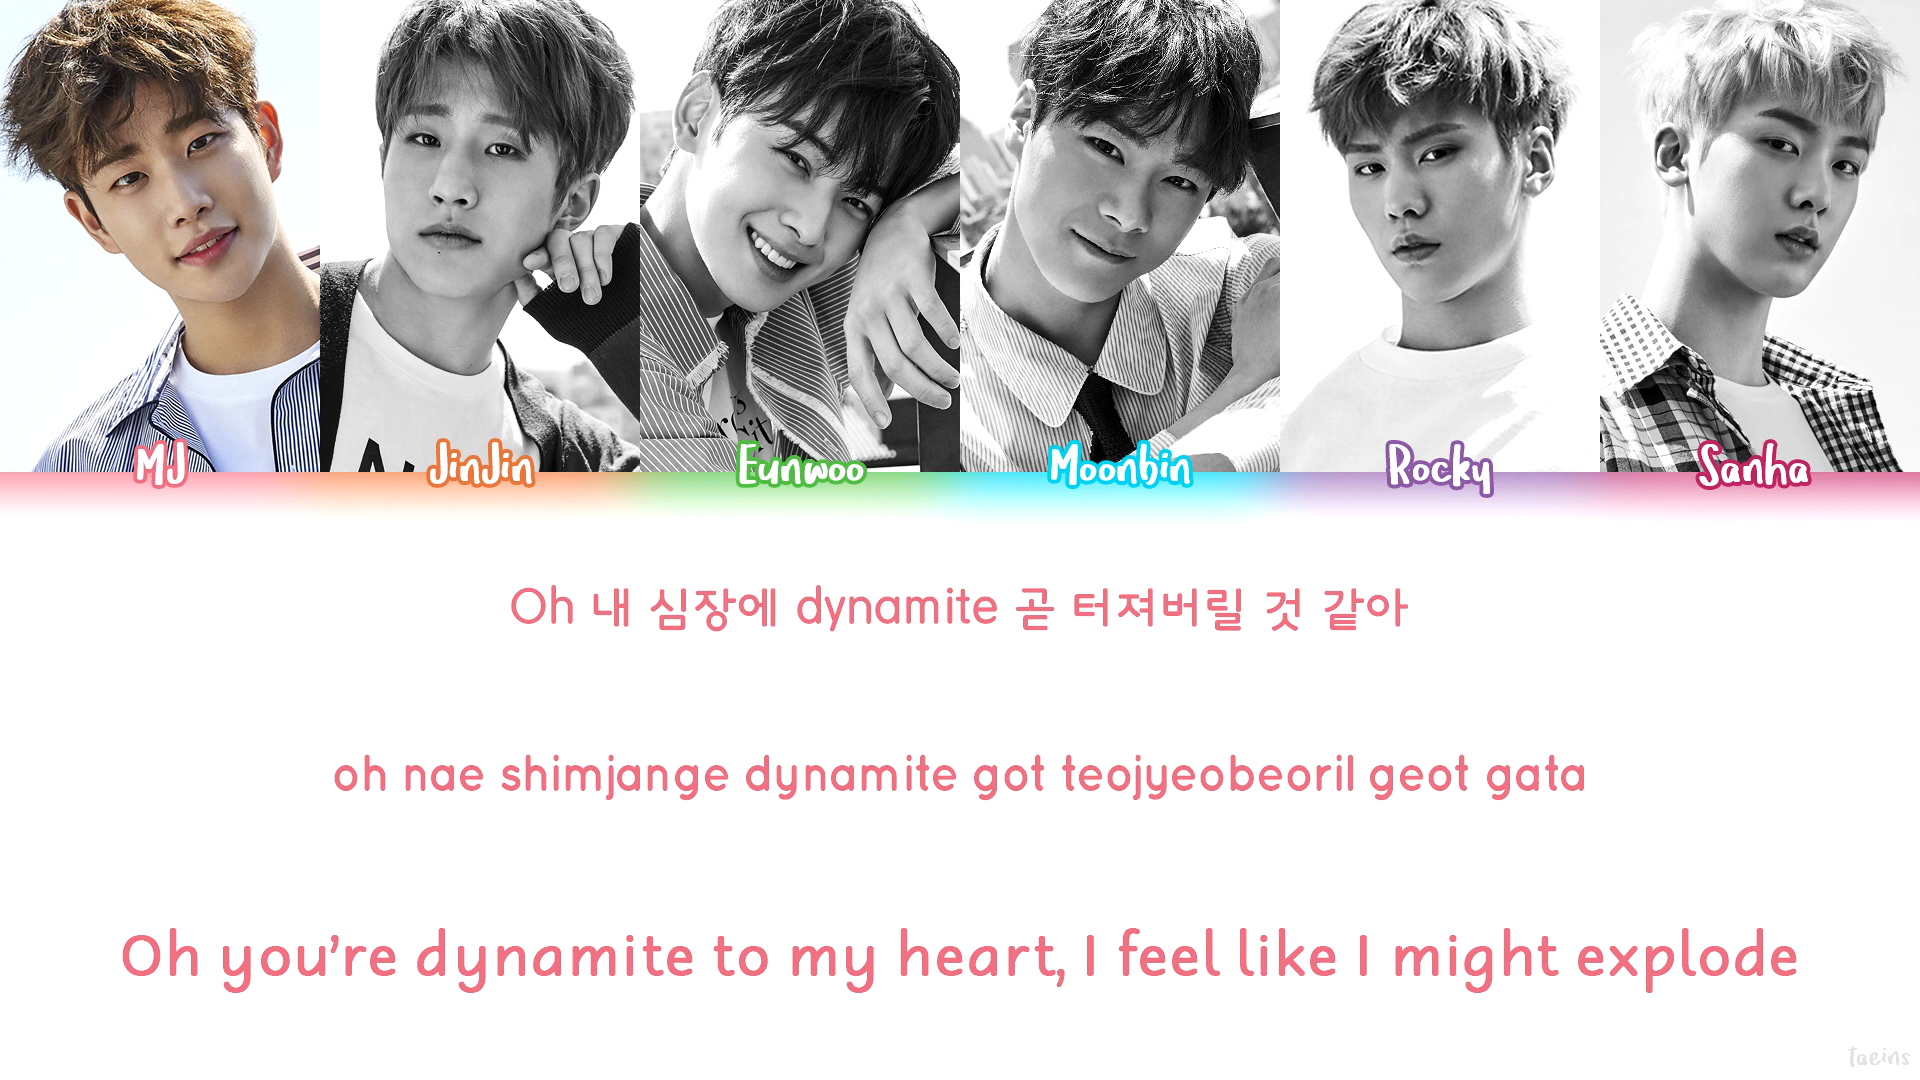 MJ
JinJin
Eunwoo
Moonbin
Rocky
Sanha
Oh 내 심장에 dynamite 곧 터져버릴 것 같아
oh nae shimjange dynamite got teojyeobeoril geot gata
Oh you're dynamite to my heart, I feel like I might explode
taeins